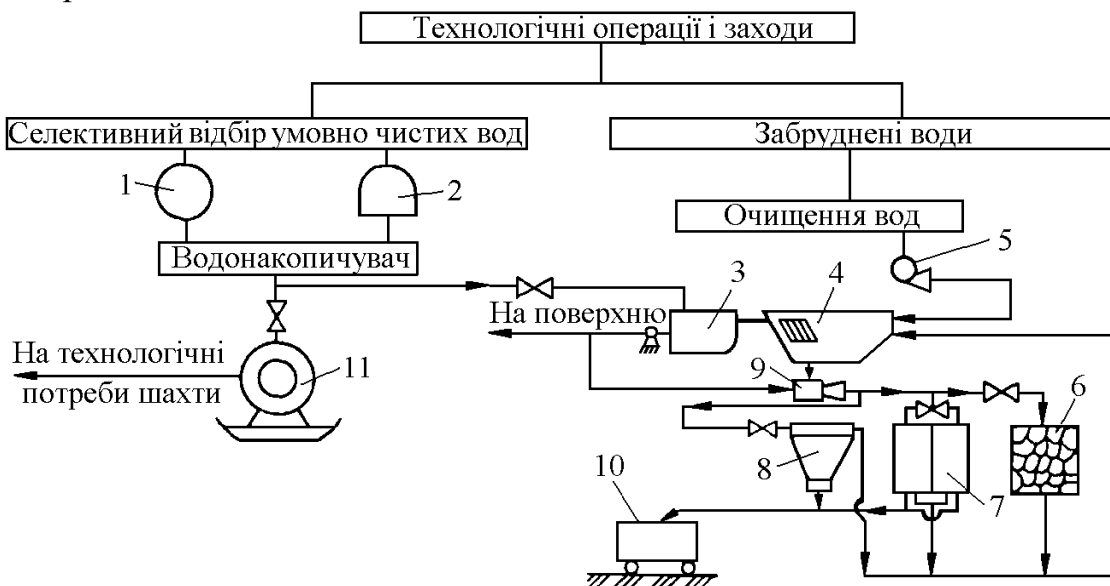 Технологічні операції і заходи
Селективний відбір умовно чистих вод
Забруднені води
1
2
Очищення вод
5
Водонакопичувач
3
4
На поверхню
На технологічні
потреби шахти
11
9
6
8
7
10